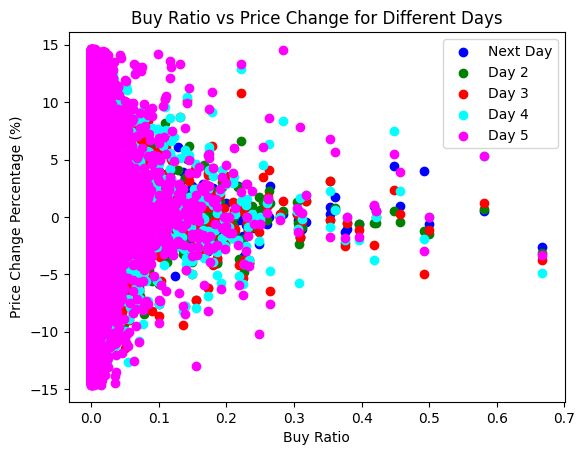 Buy Ratio vs Price Change for Different Days
Price Change Percentage (%)
15
10
5
0
−5
−10
−15
Next Day
Day 2
Day 3
Day 4
Day 5
0.0 0.1 0.2 0.3 0.4 0.5 0.6 0.7
Buy Ratio